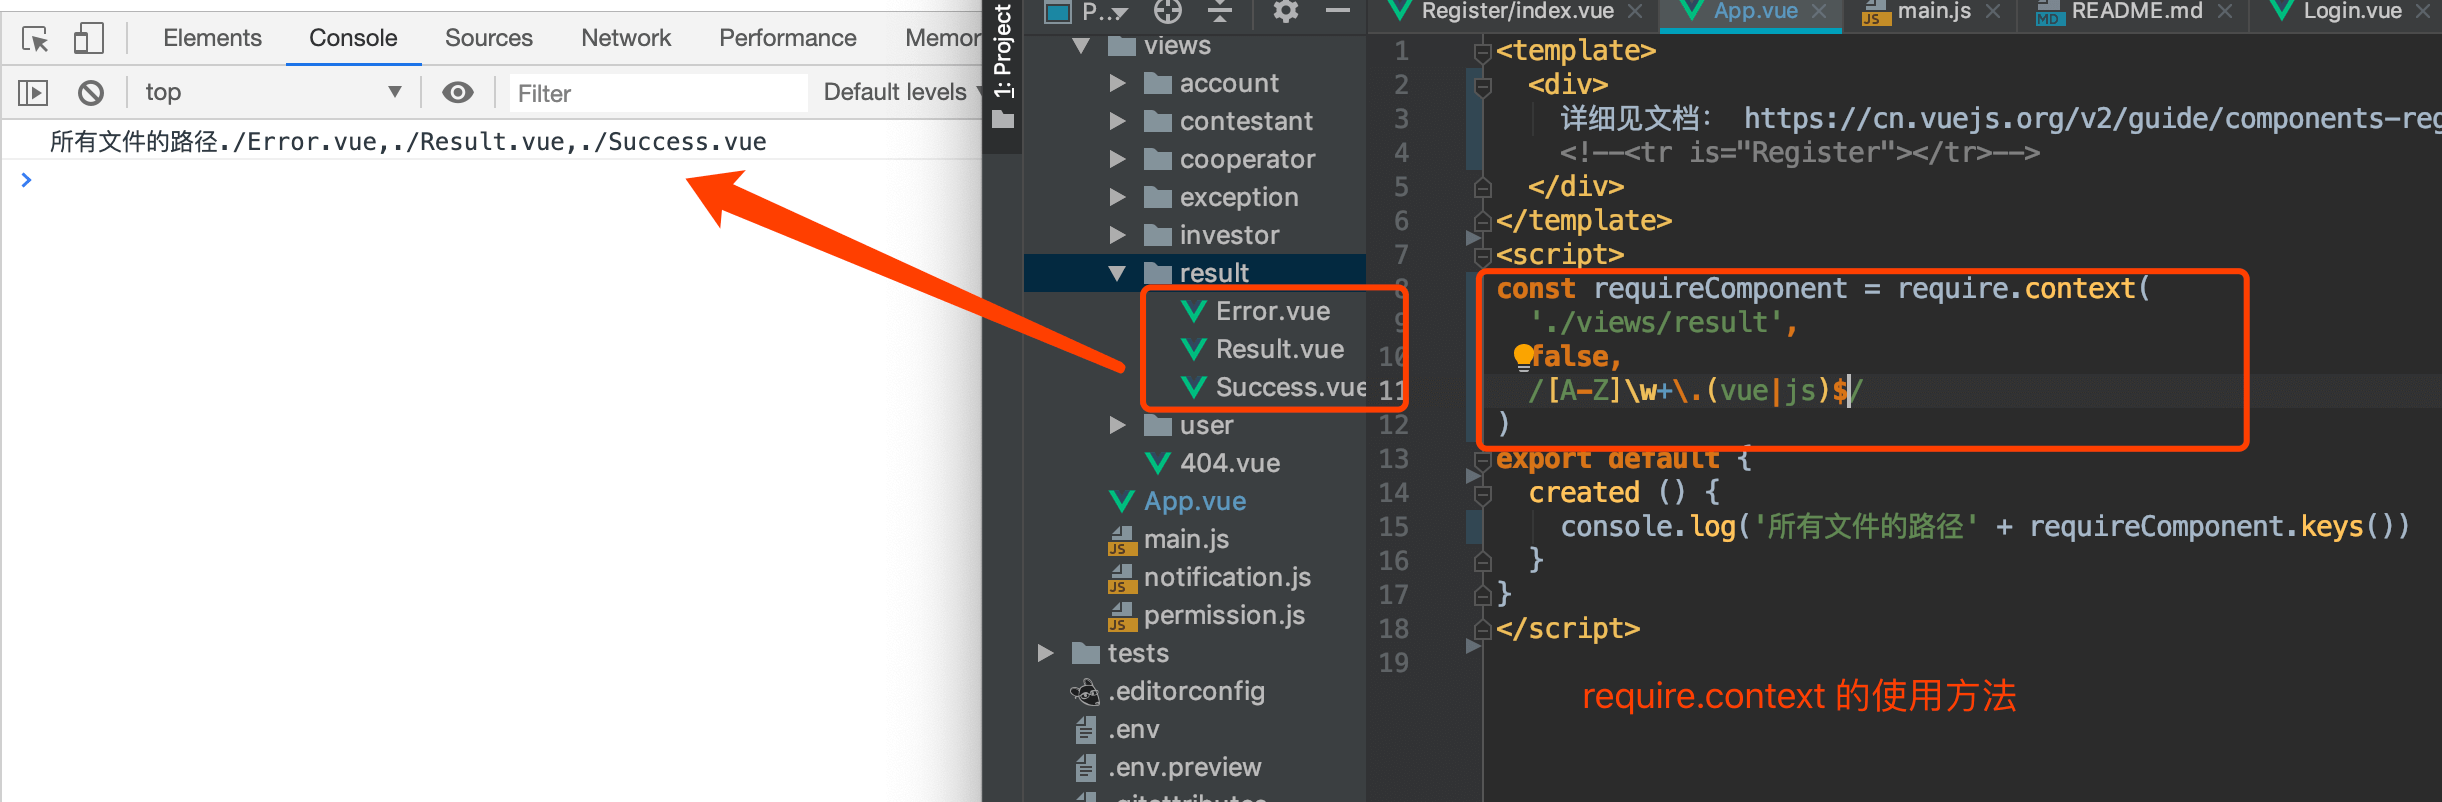 Elements Console Sources Network Performance Memor
top Filter Default levels
所有文件的路径./Error.vue,./Result.vue,./Success.vue
>
1: Project
P...
views
account
contestant
cooperator
exception
investor
result
Error.vue
Result.vue
Success.vue
user
404.vue
App.vue
JS main.js
JS notification.js
JS permission.js
tests
.editorconfig
.env
.env.preview
.gitattributes
Register/index.vue App.vue JS main.js MD README.md Login.vue
1 <template>
2 <div>
3 详细见文档： https://cn.vuejs.org/v2/guide/components-reg
4 <!--<tr is="Register"></tr>-->
5 </div>
6 </template>
7 <script>
8 const requireComponent = require.context(
9 './views/result',
10 false,
11 /[A-Z]\w+\.(vue|js)$/
12 )
13 export default {
14 created () {
15 console.log('所有文件的路径' + requireComponent.keys())
16 }
17 }
18 </script>
19
require.context 的使用方法